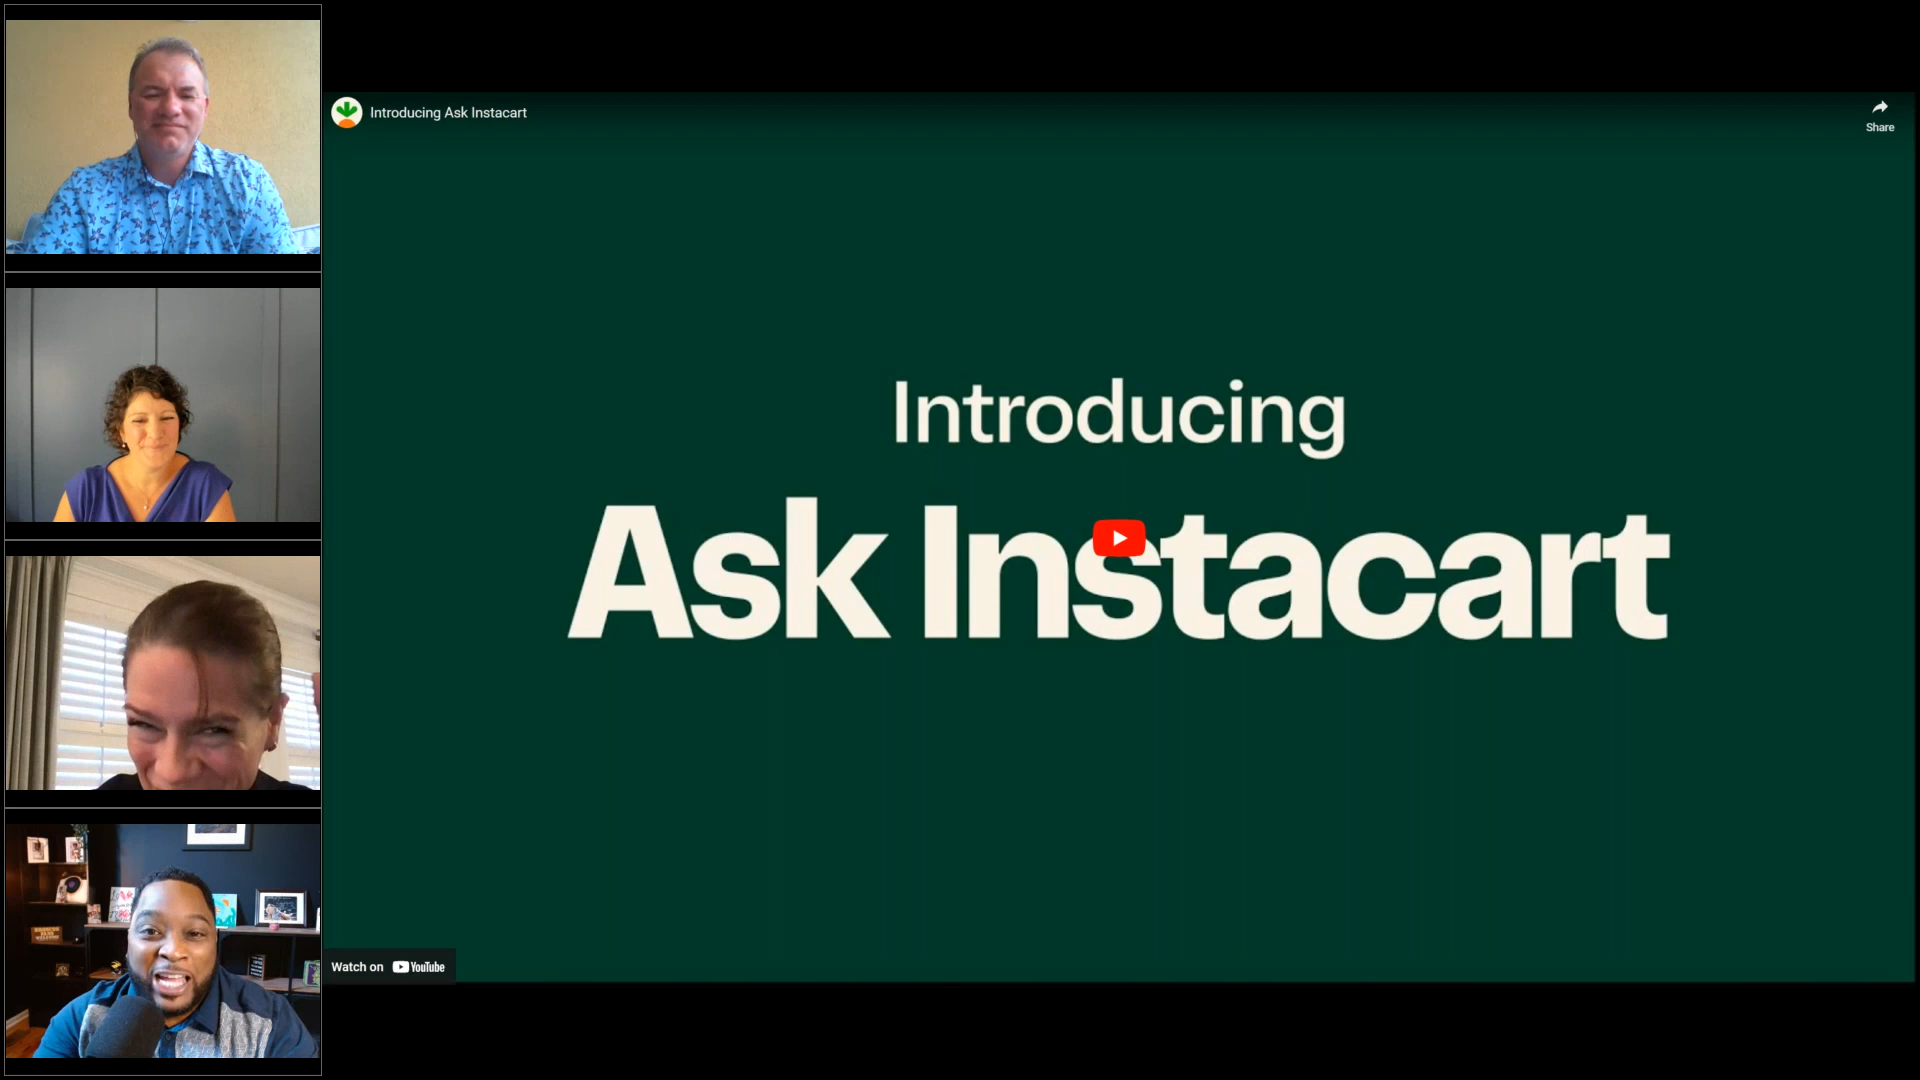 Introducing Ask Instacart
Share
Introducing
Ask Instacart
Watch on YouTube